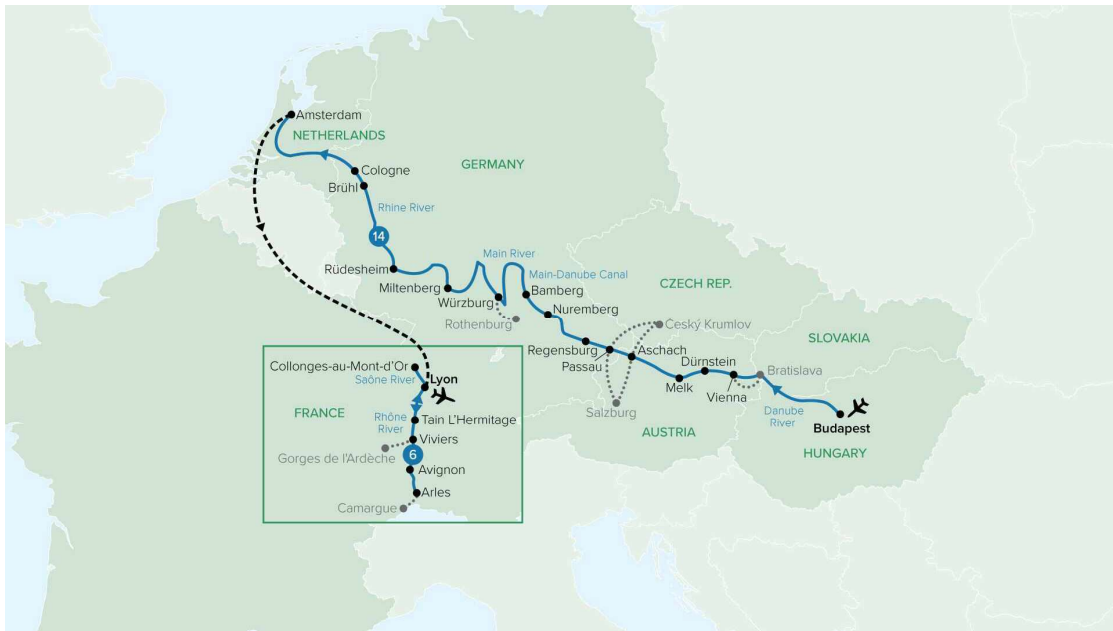 Amsterdam
NETHERLANDS
GERMANY
Cologne
Brühl
Rhine River
14
Rüdesheim
Miltenberg
Main River
Würzburg
Rothenburg
Main-Danube Canal
Bamberg
Nuremberg
CZECH REP.
Český Krumlov
Regensburg
Passau
Aschach
Salzburg
SLOVAKIA
Dürnstein
Melk
Vienna
Bratislava
AUSTRIA
Danube
River
Budapest
HUNGARY
Collonges-au-Mont-d'Or
Saône River
Lyon
FRANCE
Rhône
River
Tain L'Hermitage
Viviers
Gorges de l'Ardèche
6
Avignon
Arles
Camargue